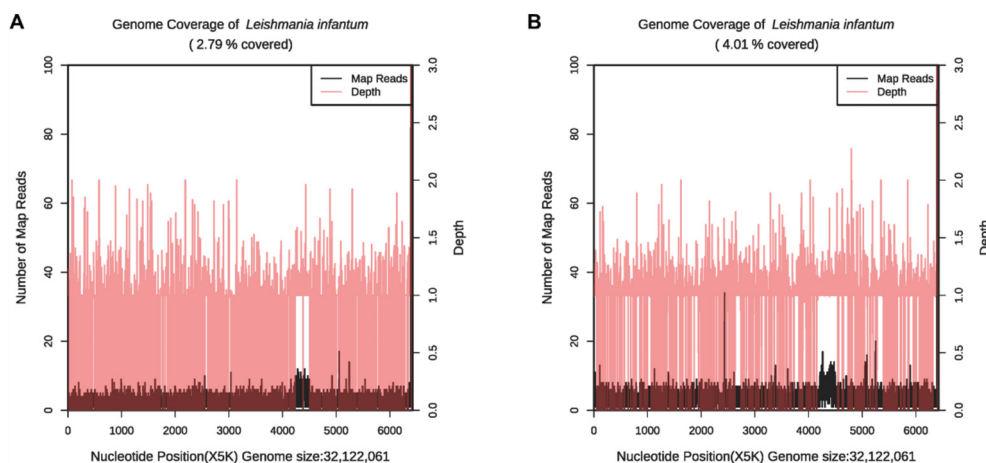 A
Genome Coverage of Leishmania infantum
( 2.79 % covered)
Map Reads
Depth
Number of Map Reads
0
20
40
60
80
100
Depth
0.0
0.5
1.0
1.5
2.0
2.5
3.0
0 1000 2000 3000 4000 5000 6000
Nucleotide Position(X5K) Genome size:32,122,061
B
Genome Coverage of Leishmania infantum
( 4.01 % covered)
Map Reads
Depth
Number of Map Reads
0
20
40
60
80
100
Depth
0.0
0.5
1.0
1.5
2.0
2.5
3.0
0 1000 2000 3000 4000 5000 6000
Nucleotide Position(X5K) Genome size:32,122,061